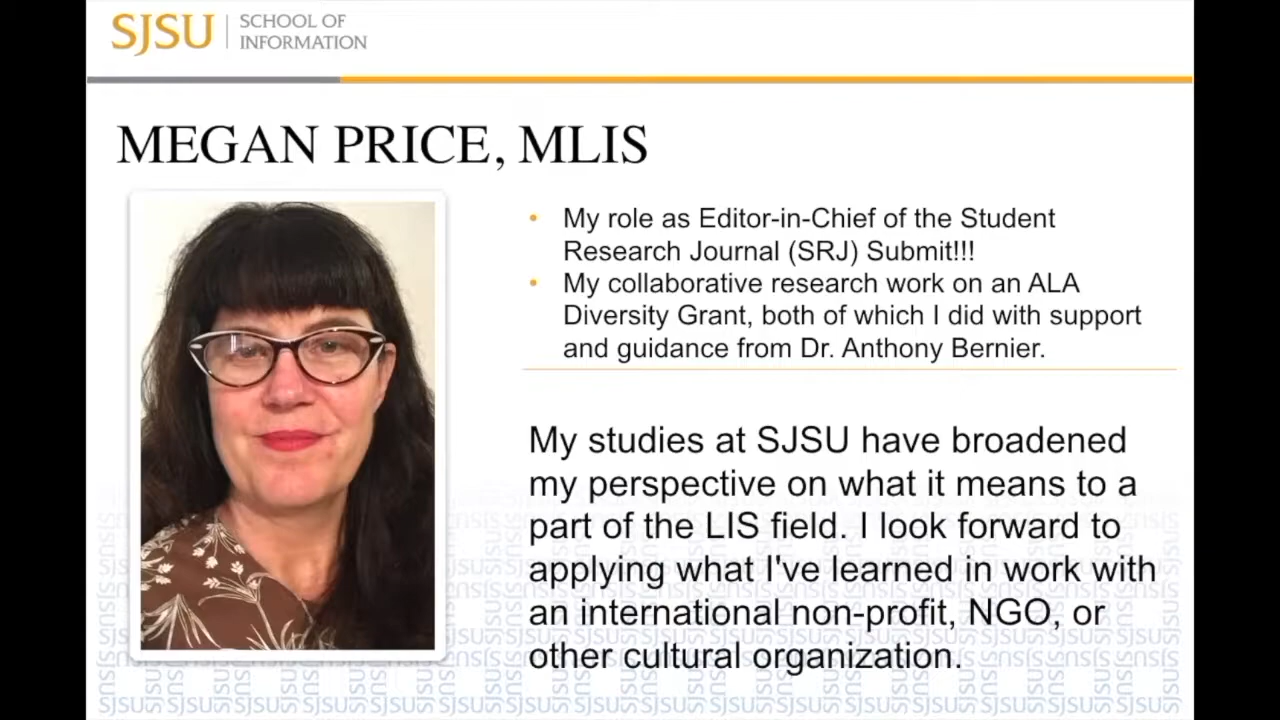 SJSU | SCHOOL OF
INFORMATION
MEGAN PRICE, MLIS
• My role as Editor-in-Chief of the Student
Research Journal (SRJ) Submit!!!
• My collaborative research work on an ALA
Diversity Grant, both of which I did with support
and guidance from Dr. Anthony Bernier.
My studies at SJSU have broadened
my perspective on what it means to a
part of the LIS field. I look forward to
applying what I've learned in work with
an international non-profit, NGO, or
other cultural organization.